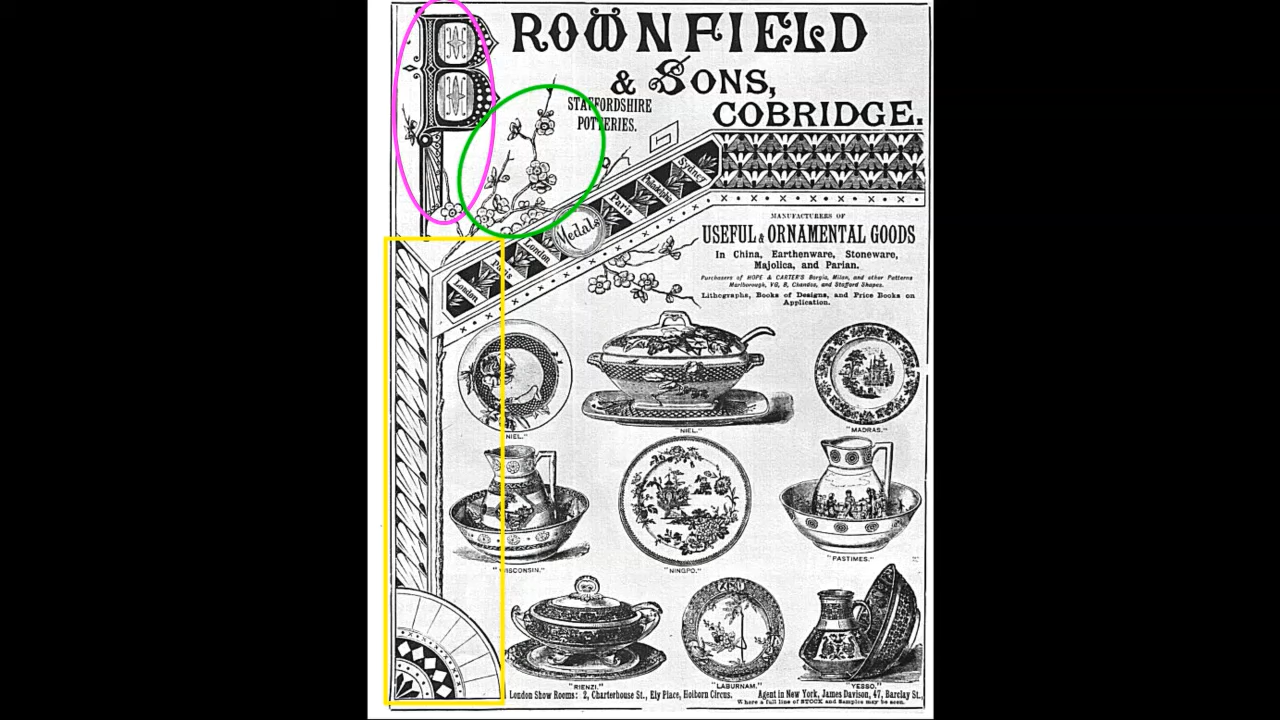 BROWNFIELD
& SONS,
STAFFORDSHIRE
POTTERIES.
COBRIDGE.
London
Paris
London
Medals
Paris
Philadelphia
Sydney
MANUFACTURERS OF
USEFUL & ORNAMENTAL GOODS
In China, Earthenware, Stoneware,
Majolica, and Parian.
Purchasers of HOPE & CARTER'S Borgia, Milan, and other Patterns
Marlborough, VG, B, Chandos, and Stafford Shapes.
Lithographs, Books of Designs, and Price Books on
Application.
"NIEL."
"NIEL."
"MADRAS."
"WISCONSIN."
"NINGPO."
"PASTIMES."
"RIENZI."
"LABURNAM."
"YESSO."
London Show Rooms: 2, Charterhouse St., Ely Place, Holborn Circus.
Agent in New York, James Davison, 47, Barclay St.,
Where a full line of STOCK and Samples may be seen.